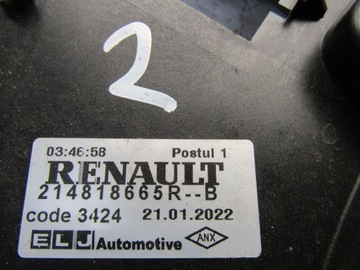 2
03:46:58 Postul 1
RENAULT
214818665R--B
code 3424 21.01.2022
ELJ Automotive ANX